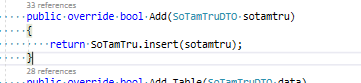 33 references
public override bool Add(SoTamTruDTO sotamtru)
{
return SoTamTru.insert(sotamtru);
}
28 references
public override bool Add_Table(SoTamTruDTO data)